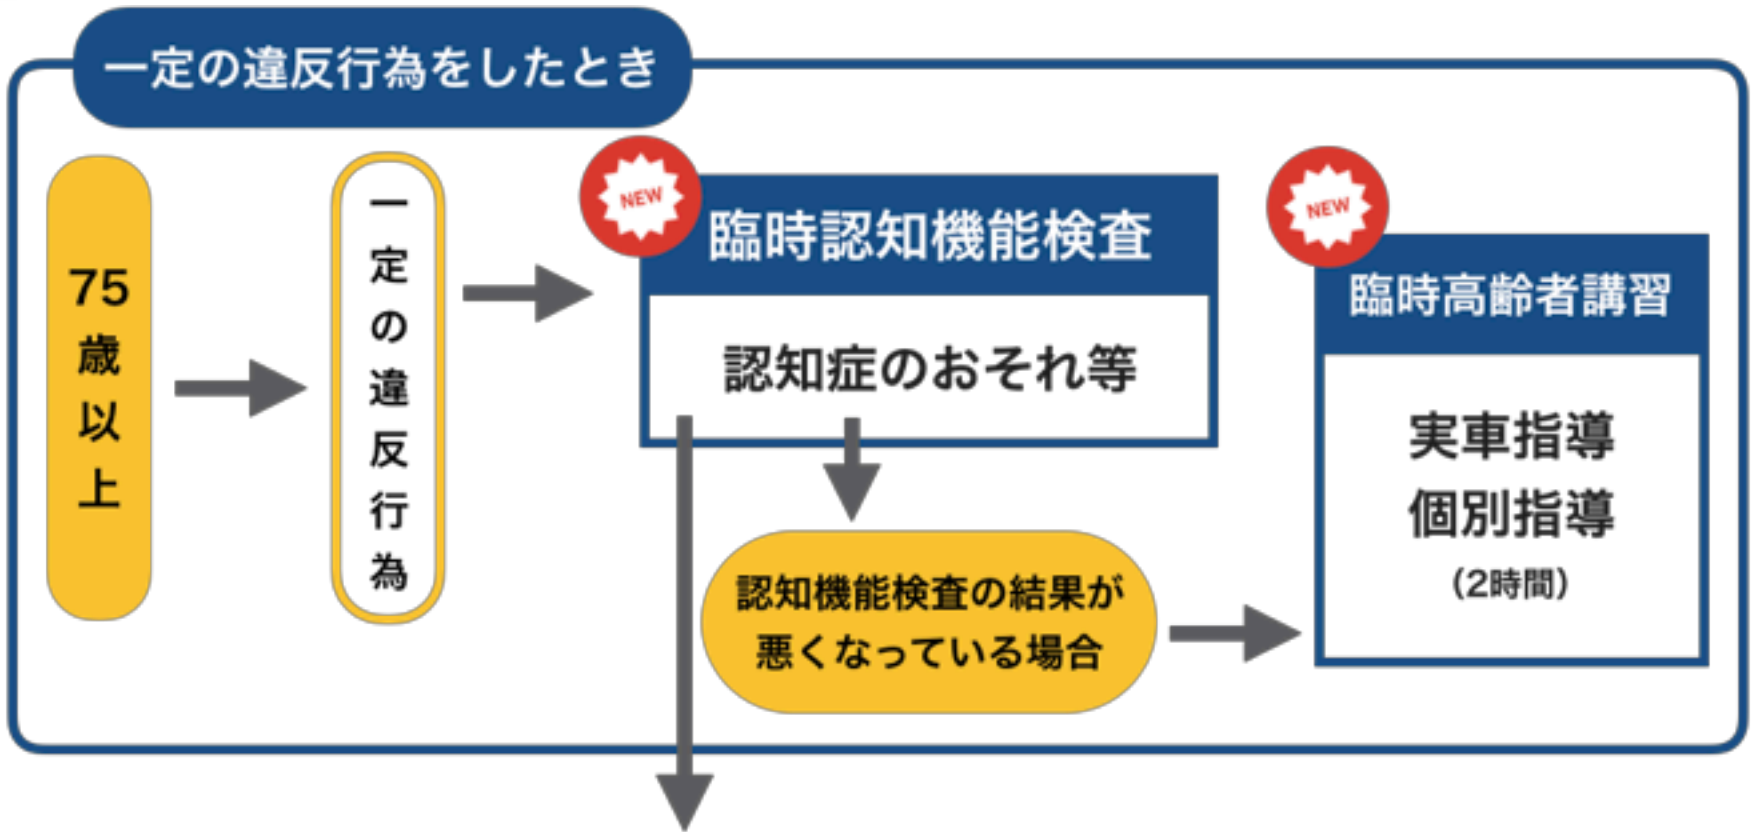 一定の違反行為をしたとき
75歳以上
一定の違反行為
NEW
臨時認知機能検査
認知症のおそれ等
認知機能検査の結果が
悪くなっている場合
NEW
臨時高齢者講習
実車指導
個別指導
(2時間)